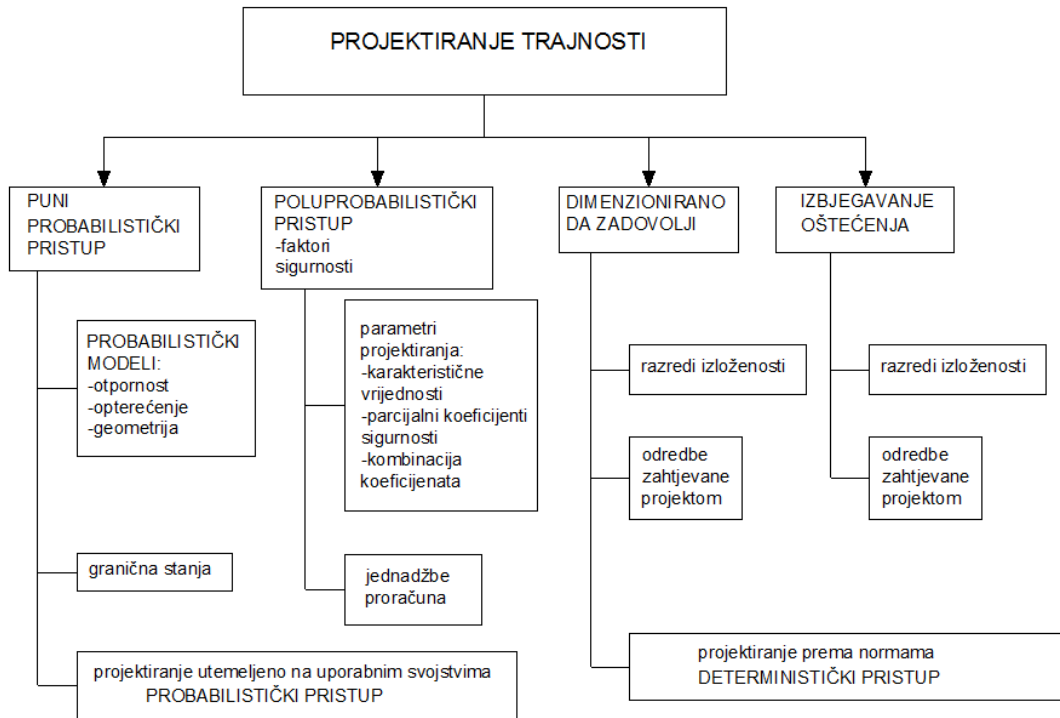 PROJEKTIRANJE TRAJNOSTI
PUNI
PROBABILISTIČKI
PRISTUP
PROBABILISTIČKI
MODELI:
-otpornost
-opterećenje
-geometrija
granična stanja
projektiranje utemeljeno na uporabnim svojstvima
PROBABILISTIČKI PRISTUP
POLUPROBABILISTIČKI
PRISTUP
-faktori
sigurnosti
parametri
projektiranja:
-karakteristične
vrijednosti
-parcijalni koeficijenti
sigurnosti
-kombinacija
koeficijenata
jednadžbe
proračuna
DIMENZIONIRANO
DA ZADOVOLJI
razredi izloženosti
odredbe
zahtjevane
projektom
projektiranje prema normama
DETERMINISTIČKI PRISTUP
IZBJEGAVANJE
OŠTEĆENJA
razredi izloženosti
odredbe
zahtjevane
projektom